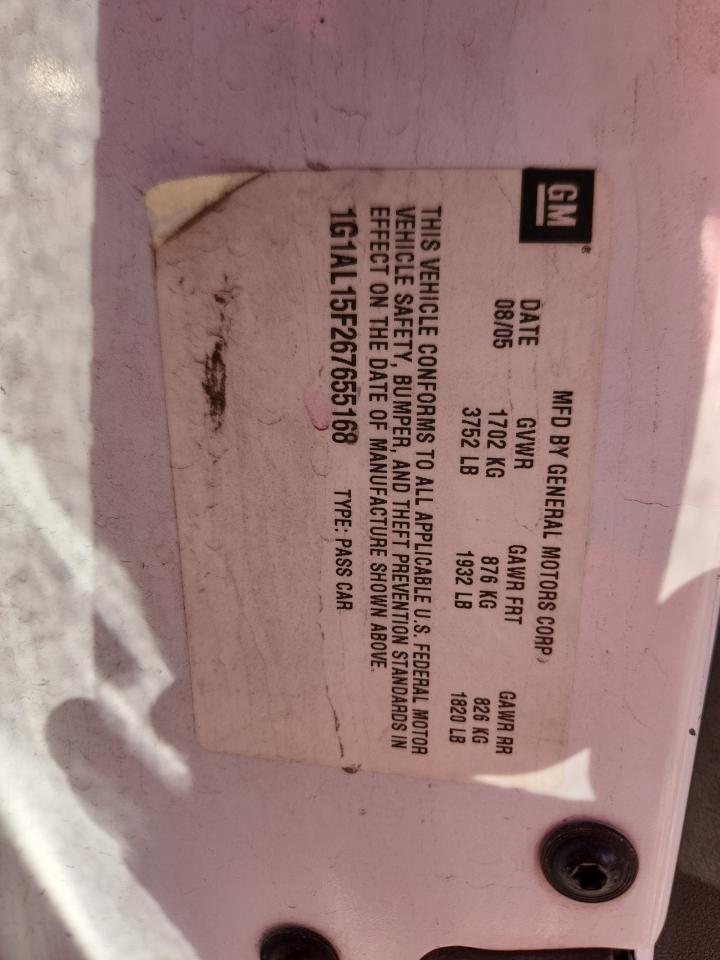 GM®
MFD BY GENERAL MOTORS CORP
DATE GVWR GAWR FRT GAWR RR
08/05 1702 KG 876 KG 826 KG
3752 LB 1932 LB 1820 LB
THIS VEHICLE CONFORMS TO ALL APPLICABLE U.S. FEDERAL MOTOR
VEHICLE SAFETY, BUMPER, AND THEFT PREVENTION STANDARDS IN
EFFECT ON THE DATE OF MANUFACTURE SHOWN ABOVE.
1G1AL15F267655168 TYPE: PASS CAR